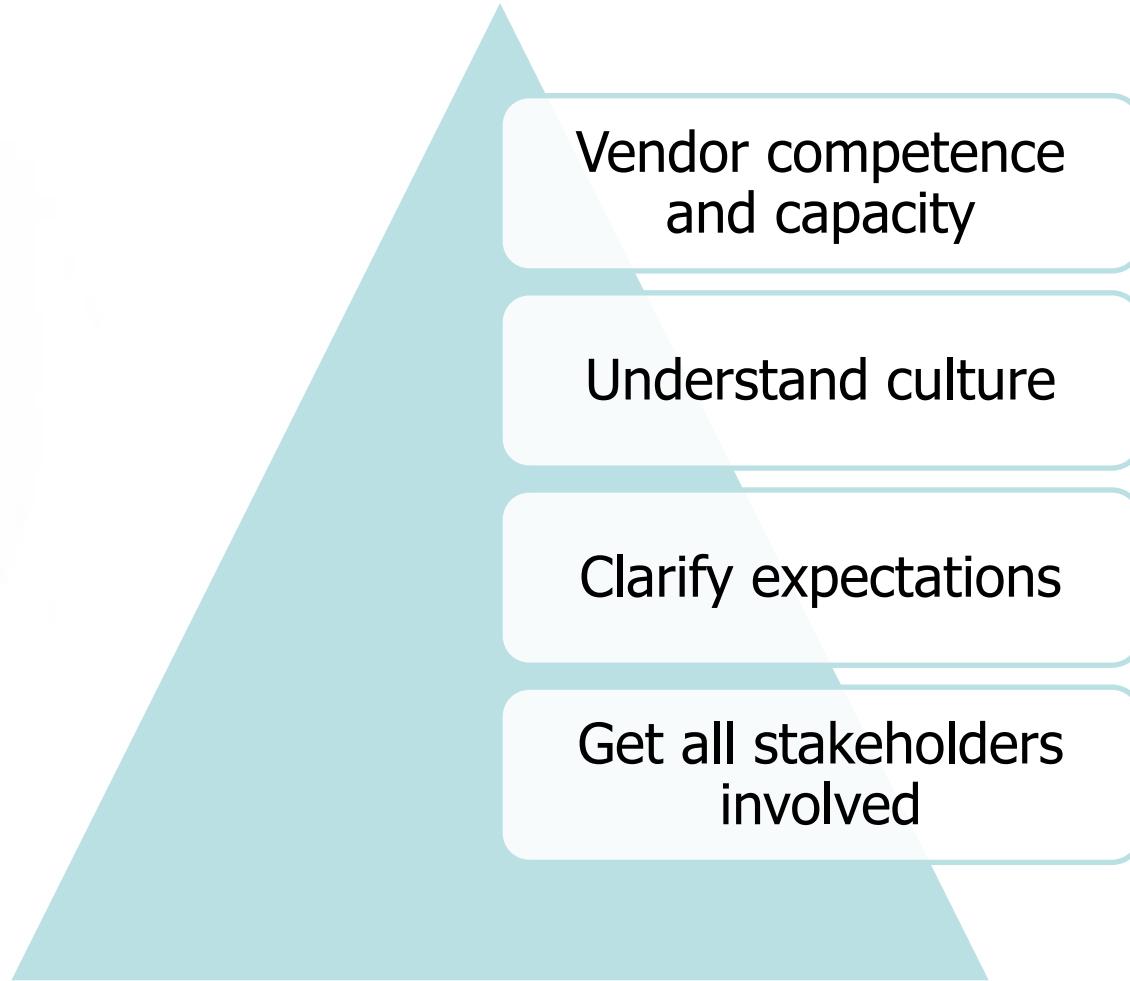 Vendor competence
and capacity
Understand culture
Clarify expectations
Get all stakeholders
involved